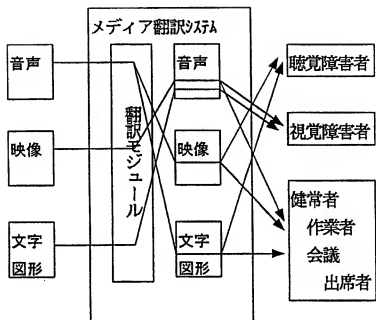 メディア翻訳システム
音声
映像
文字
図形
翻訳モジュール
音声
映像
文字
図形
聴覚障害者
視覚障害者
健常者
作業者
会議
出席者